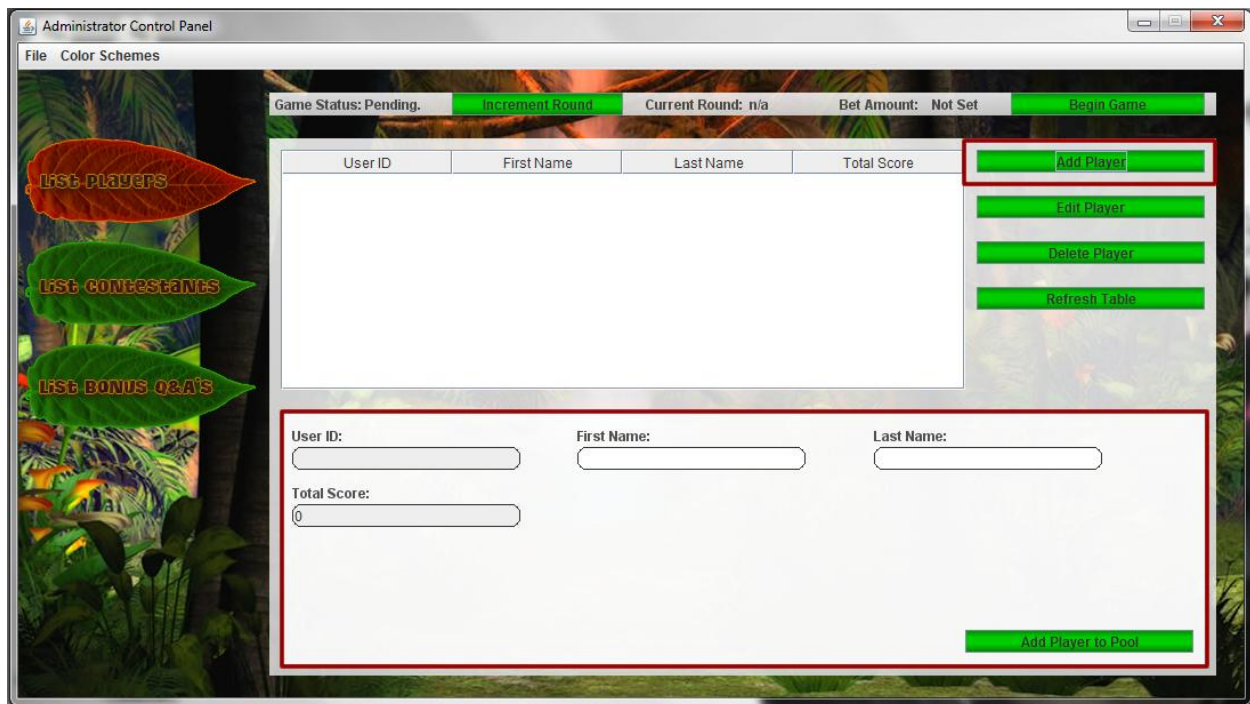 Administrator Control Panel
File Color Schemes
Game Status: Pending. Increment Round Current Round: n/a Bet Amount: Not Set Begin Game
List Players
List Contestants
List Bonus Q&A's
User ID First Name Last Name Total Score
Add Player
Edit Player
Delete Player
Refresh Table
User ID: First Name: Last Name:
Total Score:
0
Add Player to Pool